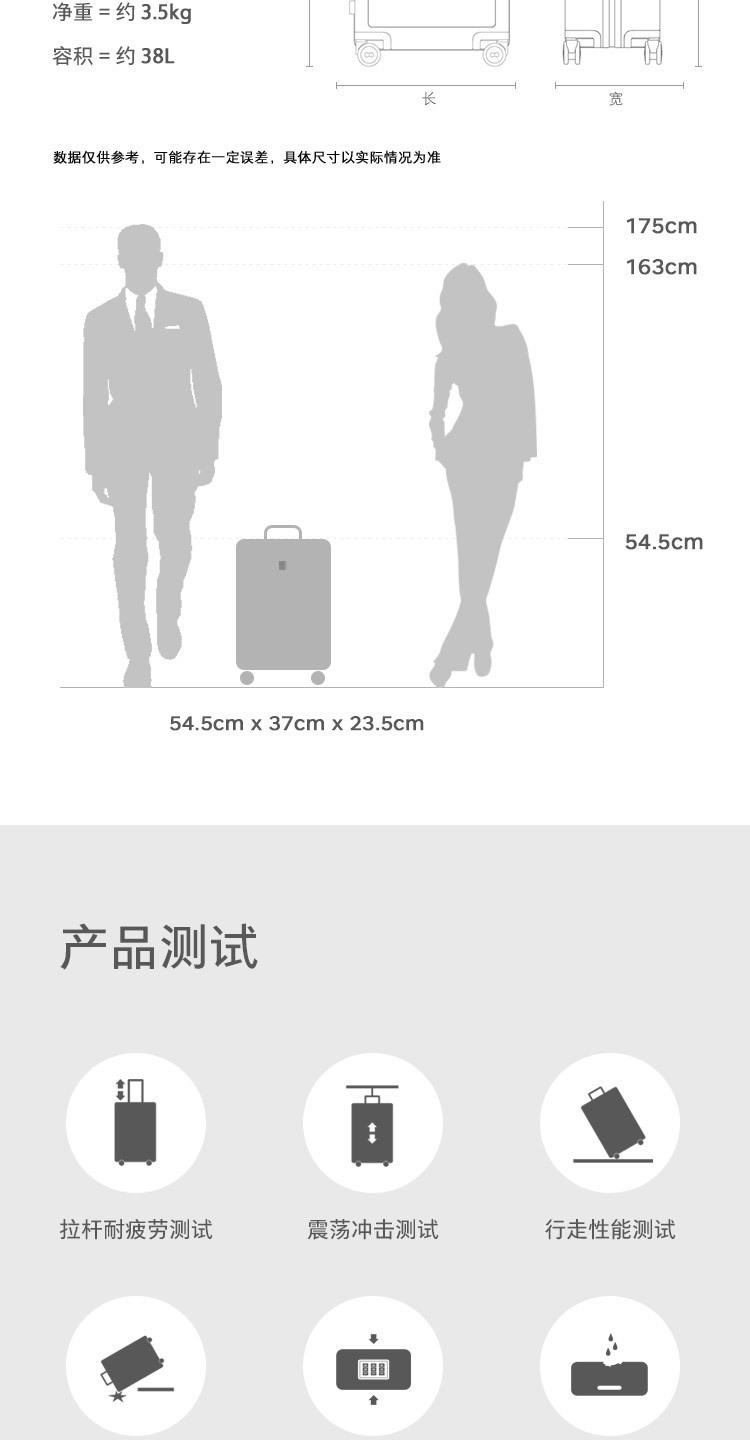 净重 = 约 3.5kg
容积 = 约 38L
长
宽
数据仅供参考，可能存在一定误差，具体尺寸以实际情况为准
175cm
163cm
54.5cm
54.5cm x 37cm x 23.5cm
产品测试
拉杆耐疲劳测试
震荡冲击测试
行走性能测试